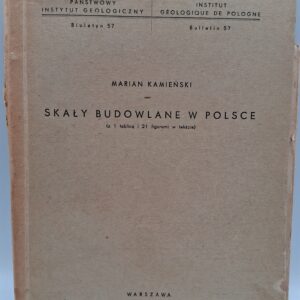 PAŃSTWOWY
INSTYTUT GEOLOGICZNY
Biuletyn 57
INSTITUT
GÉOLOGIQUE DE POLOGNE
Bulletin 57
MARIAN KAMIEŃSKI
SKAŁY BUDOWLANE W POLSCE
(z 1 tablicą i 21 figurami w tekście)
WARSZAWA